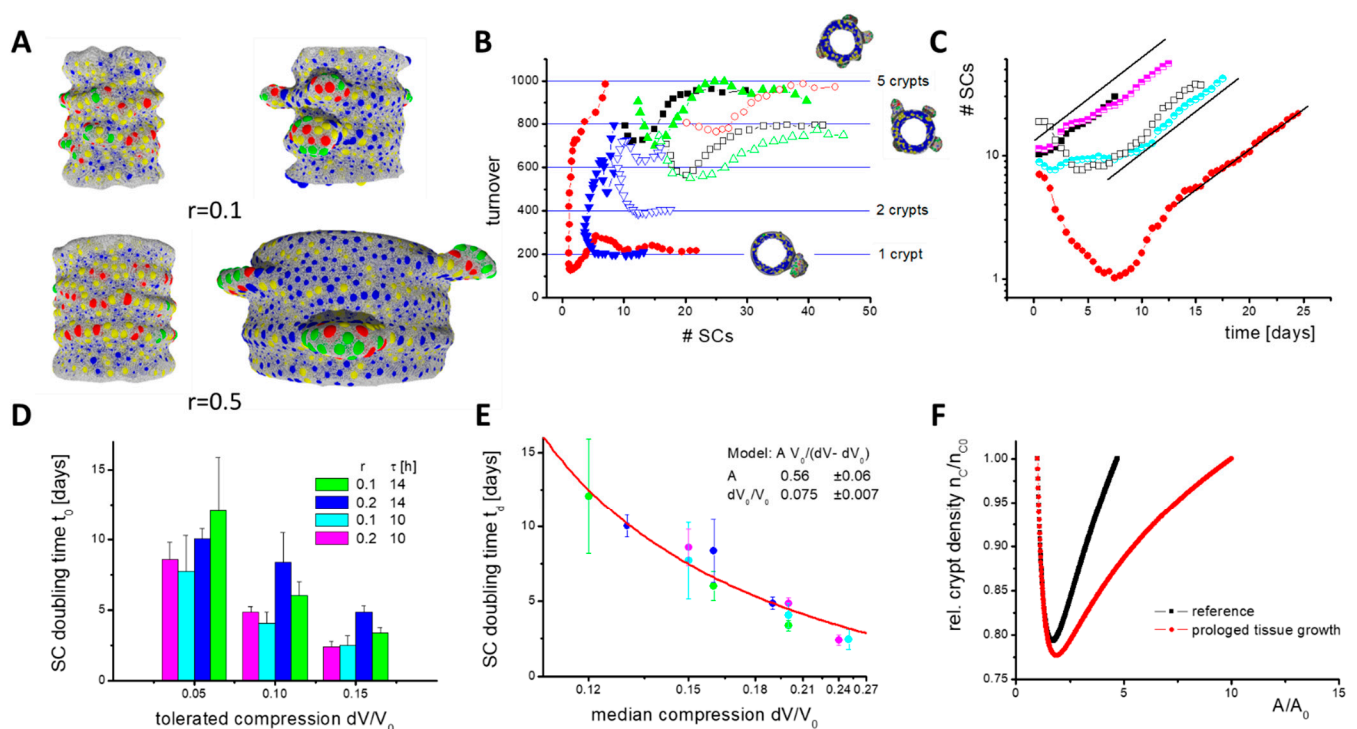 A
r=0.1
r=0.5
B
turnover
1000
800
600
400
200
0
5 crypts
2 crypts
1 crypt
0 10 20 30 40 50
# SCs
C
# SCs
10
1
0 5 10 15 20 25
time [days]
D
SC doubling time t0 [days]
15
10
5
0
r τ [h]
0.1 14
0.2 14
0.1 10
0.2 10
0.05 0.10 0.15
tolerated compression dV/V0
E
SC doubling time td [days]
15
10
5
0
Model: A V0/(dV- dV0)
A 0.56 ±0.06
dV0/V0 0.075 ±0.007
0.12 0.15 0.18 0.21 0.24 0.27
median compression dV/V0
F
rel. crypt density nC/nC0
1.00
0.95
0.90
0.85
0.80
0.75
reference
prologed tissue growth
0 5 10 15
A/A0